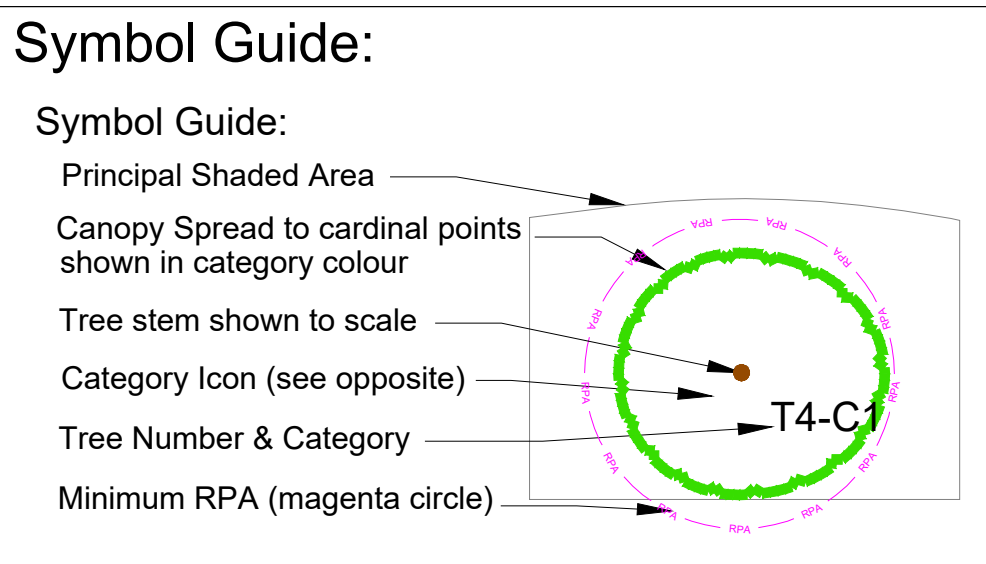 Symbol Guide:
Symbol Guide:
Principal Shaded Area
Canopy Spread to cardinal points
shown in category colour
Tree stem shown to scale
Category Icon (see opposite)
Tree Number & Category
Minimum RPA (magenta circle)
RPA
RPA
RPA
RPA
RPA
RPA
RPA
RPA
T4-C1
RPA
RPA
RPA
RPA
RPA